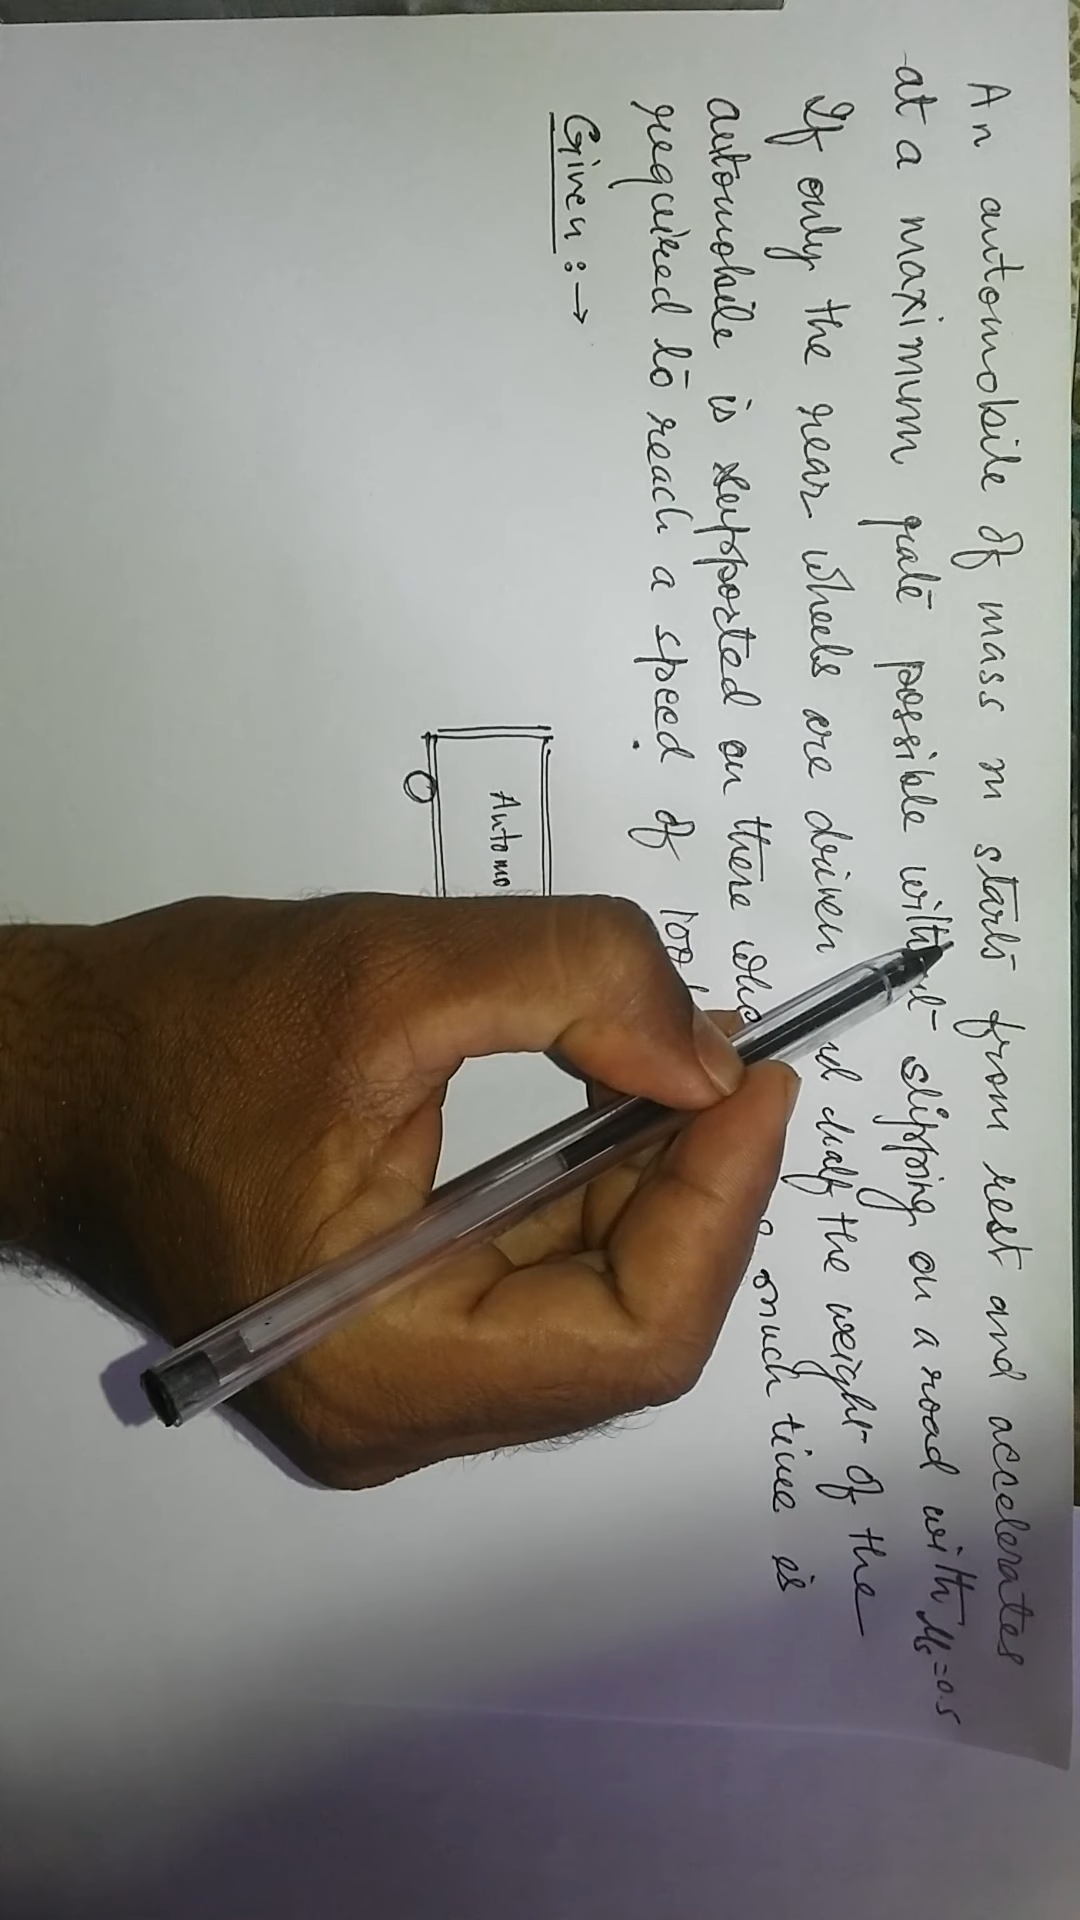 An automobile of mass m starts from rest and accelerates
at a maximum rate possible without slipping on a road with μs=0.5
If only the rear wheels are driven half the weight of the
automobile is supported on there much time is
required to reach a speed of 100
Given :→
Automo